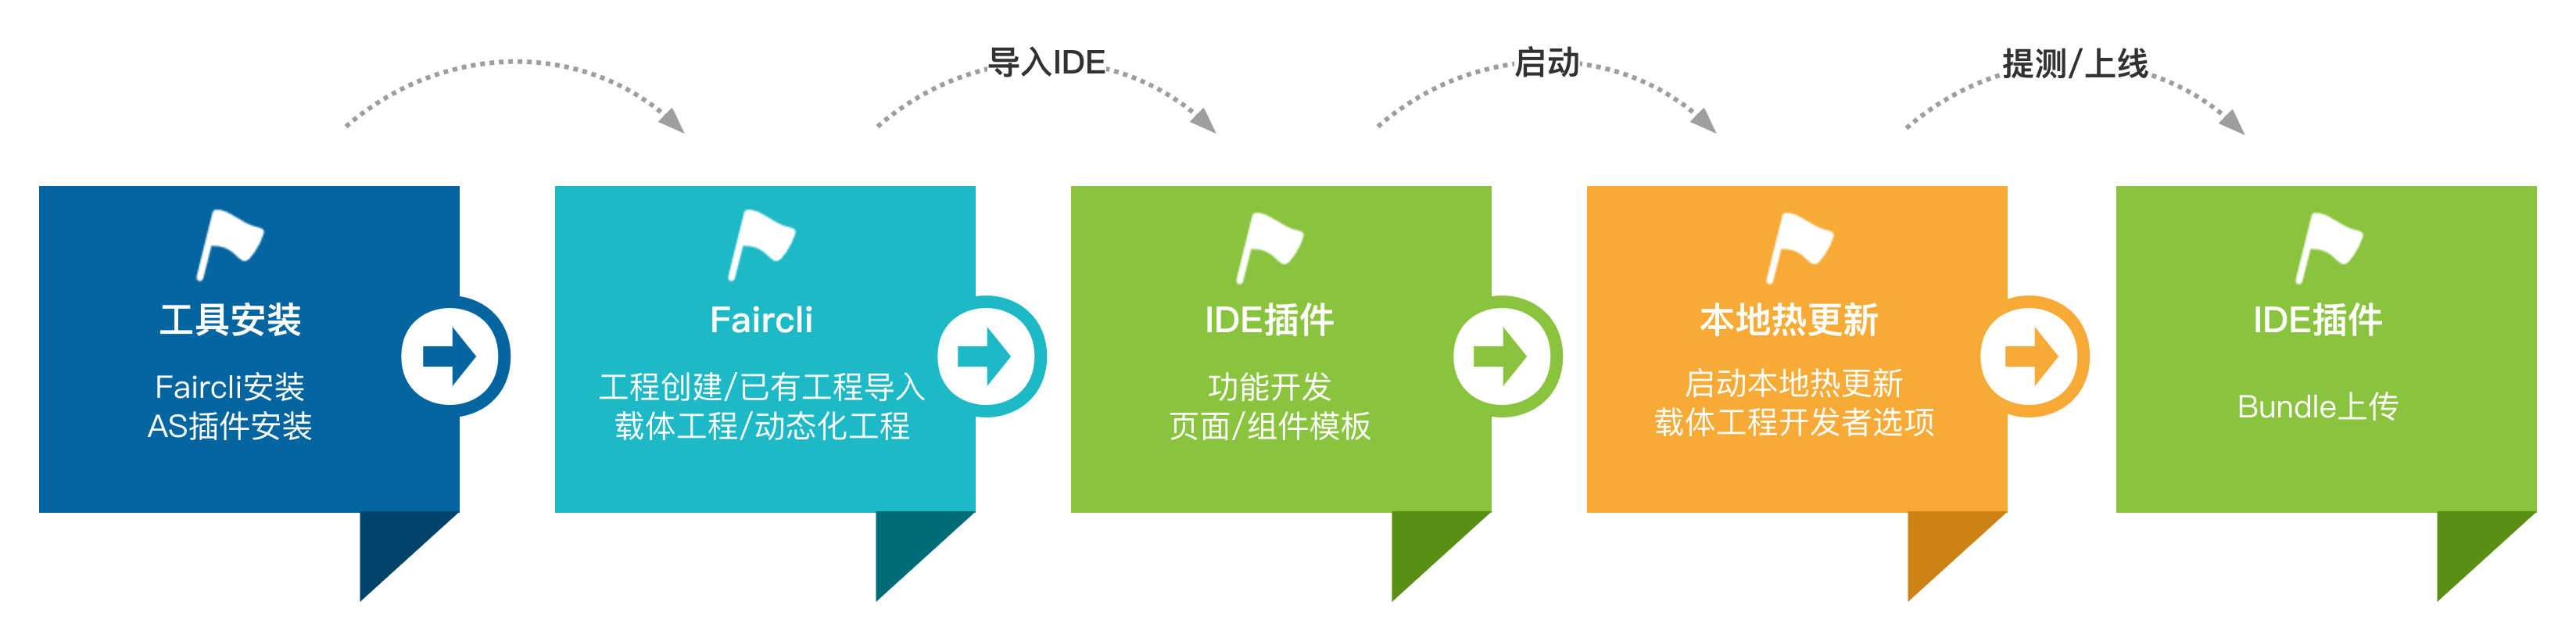 导入IDE
启动
提测/上线
工具安装
Faircli安装
AS插件安装
Faircli
工程创建/已有工程导入
载体工程/动态化工程
IDE插件
功能开发
页面/组件模板
本地热更新
启动本地热更新
载体工程开发者选项
IDE插件
Bundle上传